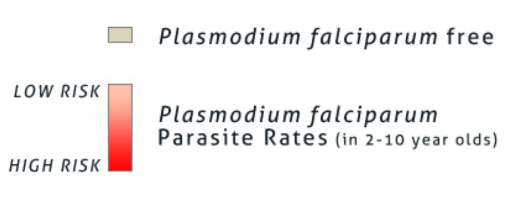 Plasmodium falciparum free
LOW RISK
Plasmodium falciparum
Parasite Rates (in 2-10 year olds)
HIGH RISK